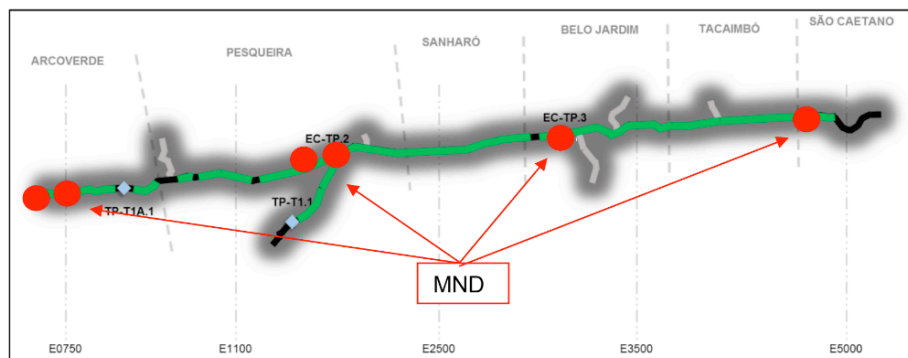 SÃO CAETANO
BELO JARDIM
TACAIMBÓ
SANHARÓ
PESQUEIRA
ARCOVERDE
EC-TP.3
EC-TP.2
TP-T1.1
TP-T1A.1
MND
E0750
E1100
E2500
E3500
E5000